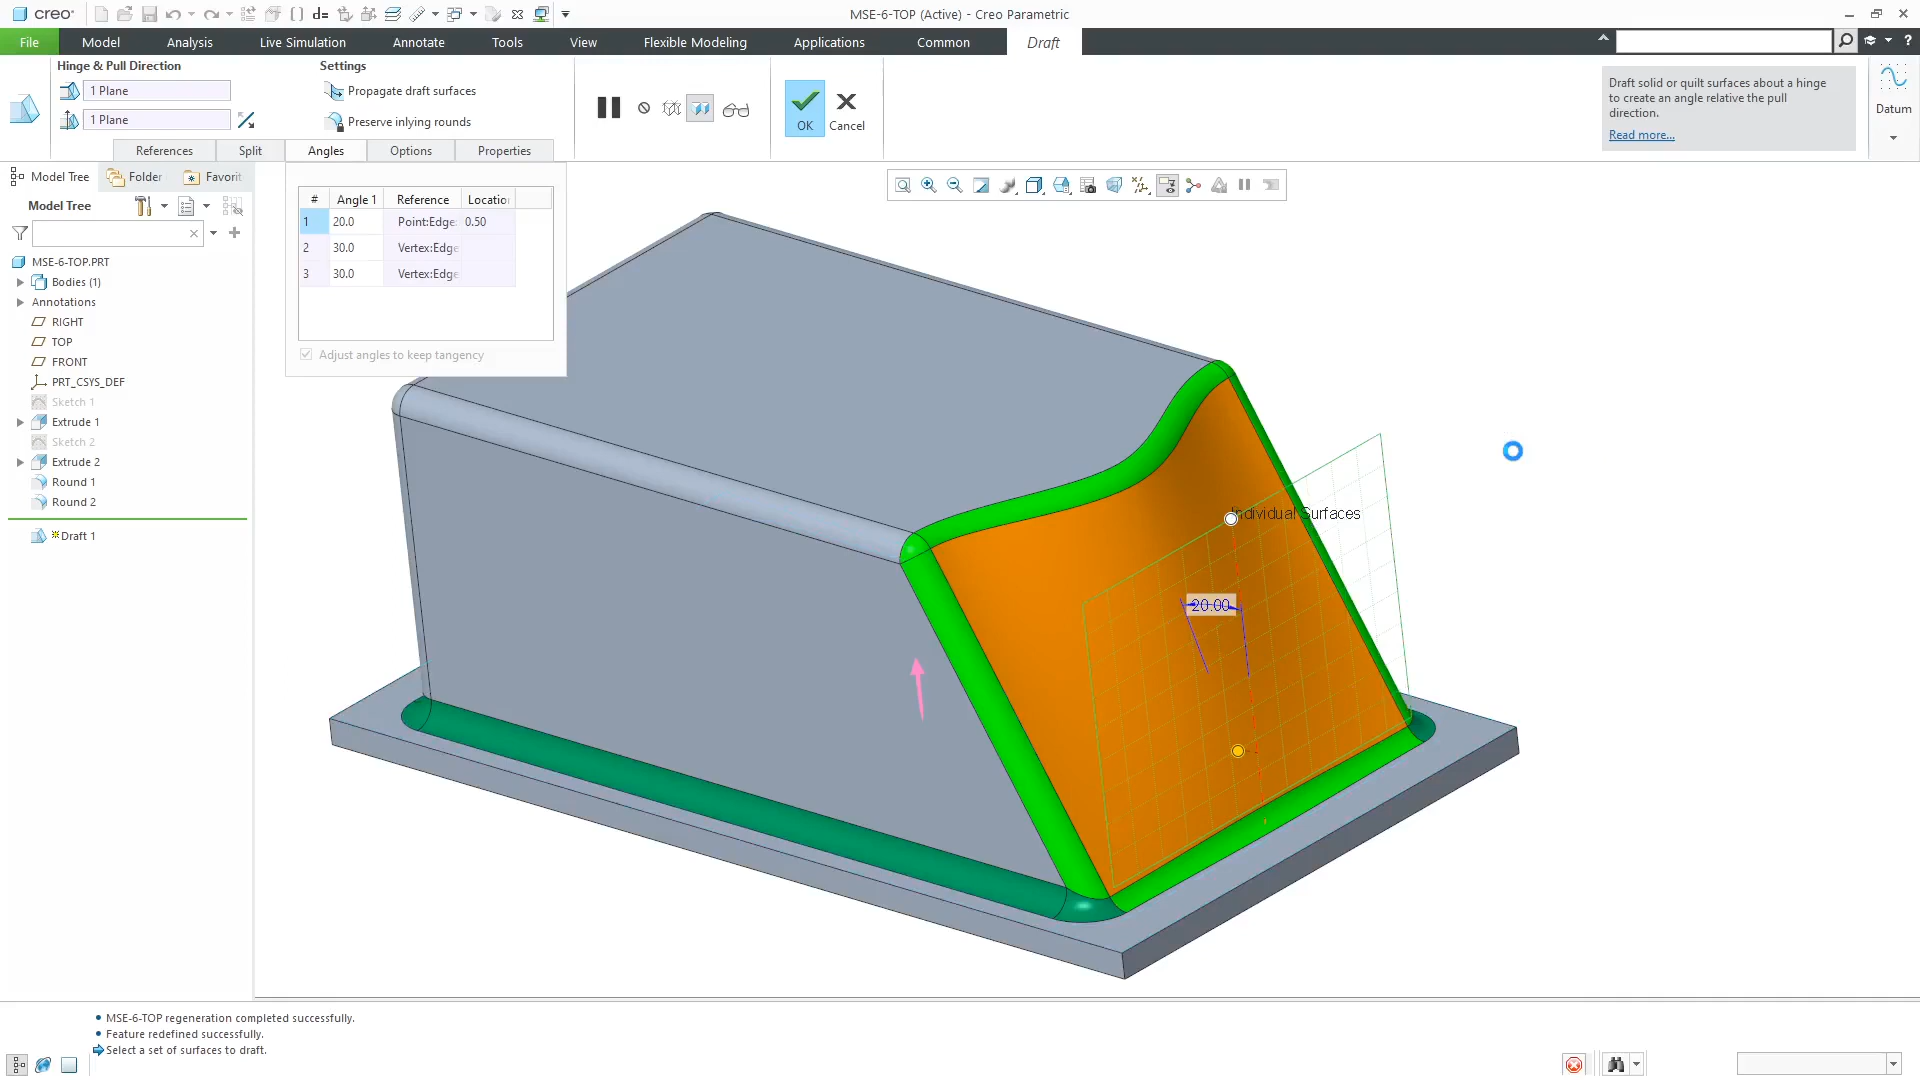 creo®
MSE-6-TOP (Active) - Creo Parametric
File
Model
Analysis
Live Simulation
Annotate
Tools
View
Flexible Modeling
Applications
Common
Draft
Hinge & Pull Direction
1 Plane
1 Plane
Settings
Propagate draft surfaces
Preserve inlying rounds
OK
Cancel
Draft solid or quilt surfaces about a hinge
to create an angle relative the pull
direction.
Read more...
Datum
References
Split
Angles
Options
Properties
Model Tree
Folder
Favorit
Model Tree
MSE-6-TOP.PRT
Bodies (1)
Annotations
RIGHT
TOP
FRONT
PRT_CSYS_DEF
Sketch 1
Extrude 1
Sketch 2
Extrude 2
Round 1
Round 2
Draft 1
# Angle 1 Reference Locatio
1 20.0 Point:Edge: 0.50
2 30.0 Vertex:Edge
3 30.0 Vertex:Edge
Adjust angles to keep tangency
Individual Surfaces
20.00
MSE-6-TOP regeneration completed successfully.
Feature redefined successfully.
Select a set of surfaces to draft.